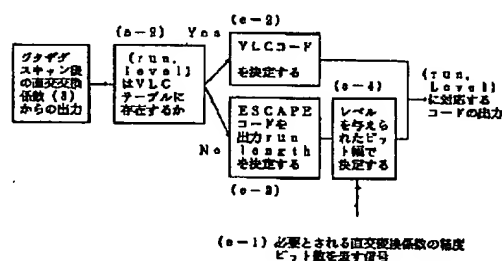 ジグザグ
スキャン後
の直交変換
係数(3)
からの出力
(e-9)
(run,
level)
はVLC
テーブルに
存在するか
Yes
No
(e-2)
VLCコード
を決定する
ESCAPE
コードを
出力run
length
を決定する
(e-3)
(e-4)
レベル
を与えら
れたビッ
ト幅で
決定する
(run,
Level)
に対応する
コードの出力
(e-1) 必要とされる直交変換係数の精度
ビット数を示す信号